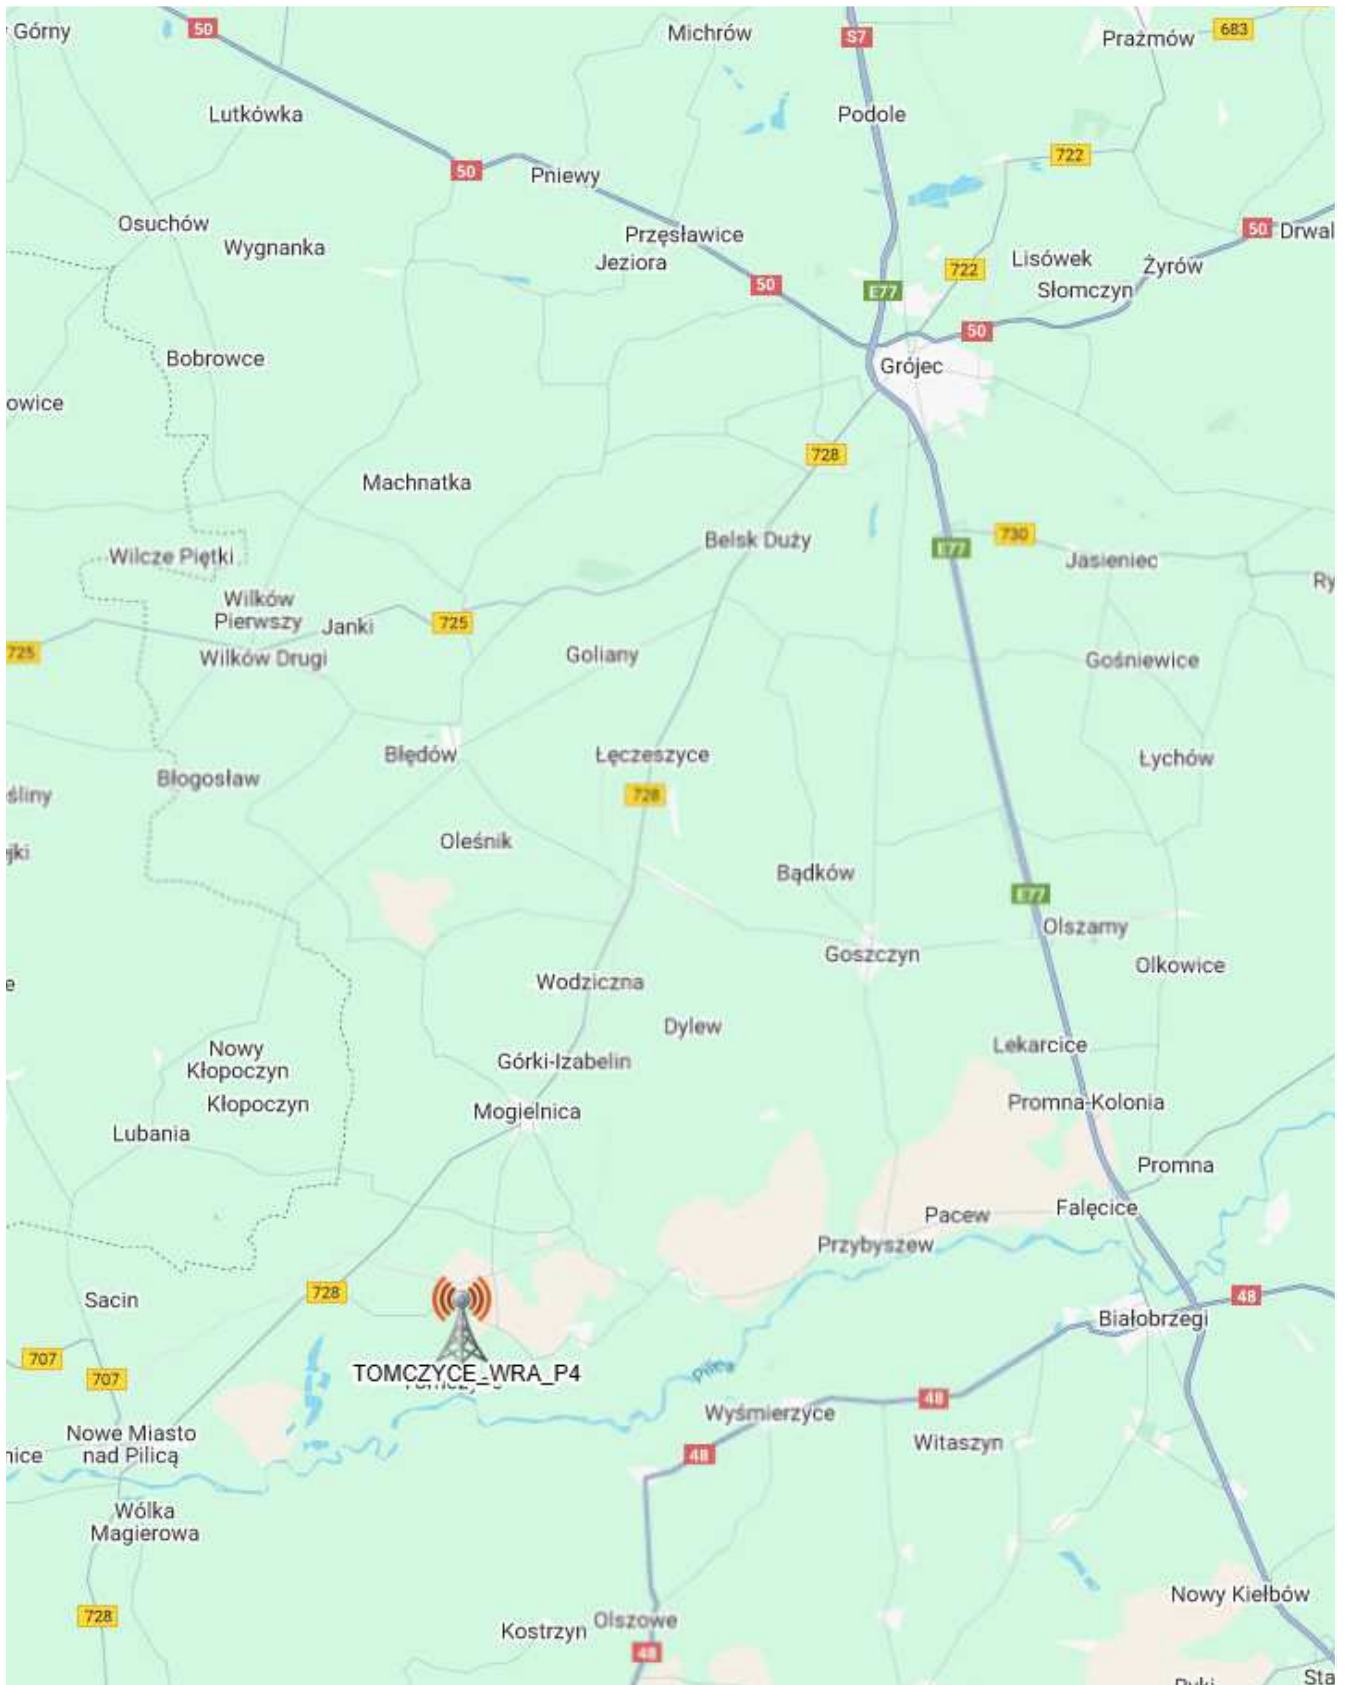 Górny
50
Michrów
S7
Prażmów
683
Lutkówka
Podole
722
50
Pniewy
Osuchów
Wygnanka
Przęsławice
Jeziora
50
Drwal
Lisówek
722
Żyrów
Słomczyn
50
E77
50
Bobrowce
Grójec
owice
728
Machnatka
Belsk Duży
E77
730
Jasieniec
Wilcze Piętki
Ry
Wilków
Pierwszy
Janki
725
725
Wilków Drugi
Goliany
Gośniewice
Błędów
Łęczeszyce
Łychów
Błogosław
śliny
728
Oleśnik
jki
Bądków
E77
Olszamy
Goszczyn
Olkowice
e
Wodziczna
Dylew
Lekarcice
Nowy
Kłopoczyn
Górki-Izabelin
Kłopoczyn
Mogielnica
Promna-Kolonia
Lubania
Promna
Pacew
Falęcice
Przybyszew
Sacin
728
48
Białobrzegi
707
707
TOMCZYCE_WRA_P4
Pilica
48
Wyśmierzyce
Nowe Miasto
nad Pilicą
nice
48
Witaszyn
Wólka
Magierowa
Nowy Kiełbów
728
Kostrzyn
Olszowe
48
Sta